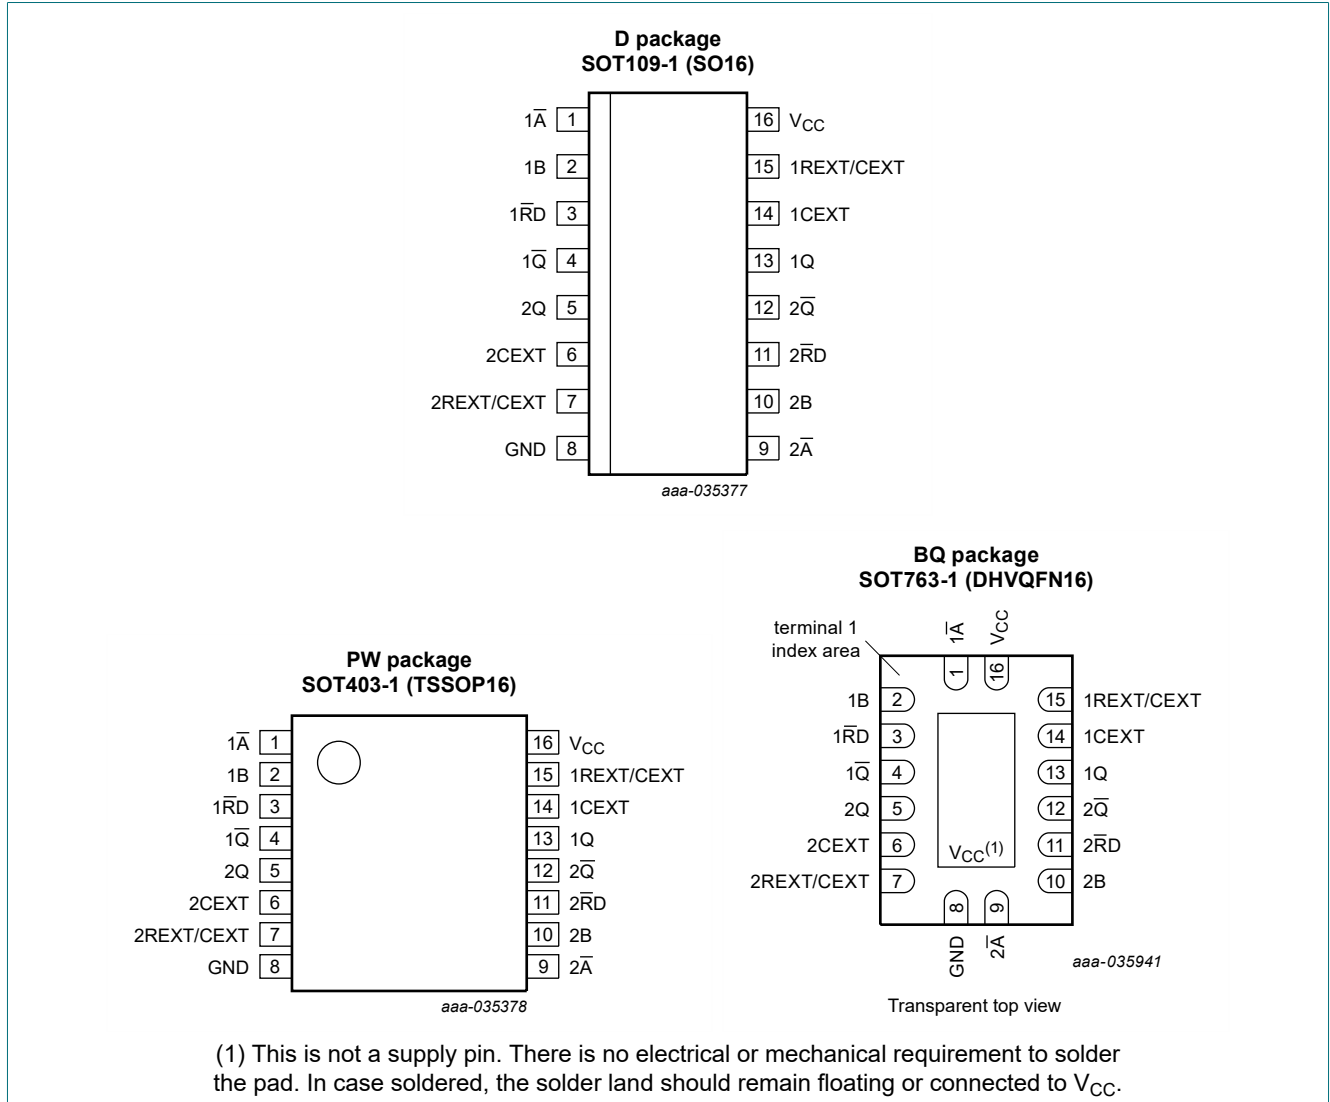 D package
SOT109-1 (SO16)
1A̅ 1 16 VCC
1B 2 15 1REXT/CEXT
1R̅D 3 14 1CEXT
1Q̅ 4 13 1Q
2Q 5 12 2Q̅
2CEXT 6 11 2R̅D
2REXT/CEXT 7 10 2B
GND 8 9 2A̅
aaa-035377
PW package
SOT403-1 (TSSOP16)
1A̅ 1 16 VCC
1B 2 15 1REXT/CEXT
1R̅D 3 14 1CEXT
1Q̅ 4 13 1Q
2Q 5 12 2Q̅
2CEXT 6 11 2R̅D
2REXT/CEXT 7 10 2B
GND 8 9 2A̅
aaa-035378
BQ package
SOT763-1 (DHVQFN16)
terminal 1
index area
1A̅ VCC
1 16
1B 2 15 1REXT/CEXT
1R̅D 3 14 1CEXT
1Q̅ 4 13 1Q
2Q 5 12 2Q̅
2CEXT 6 11 2R̅D
VCC(1)
2REXT/CEXT 7 10 2B
8 9
GND 2A̅
aaa-035941
Transparent top view
(1) This is not a supply pin. There is no electrical or mechanical requirement to solder
the pad. In case soldered, the solder land should remain floating or connected to VCC.